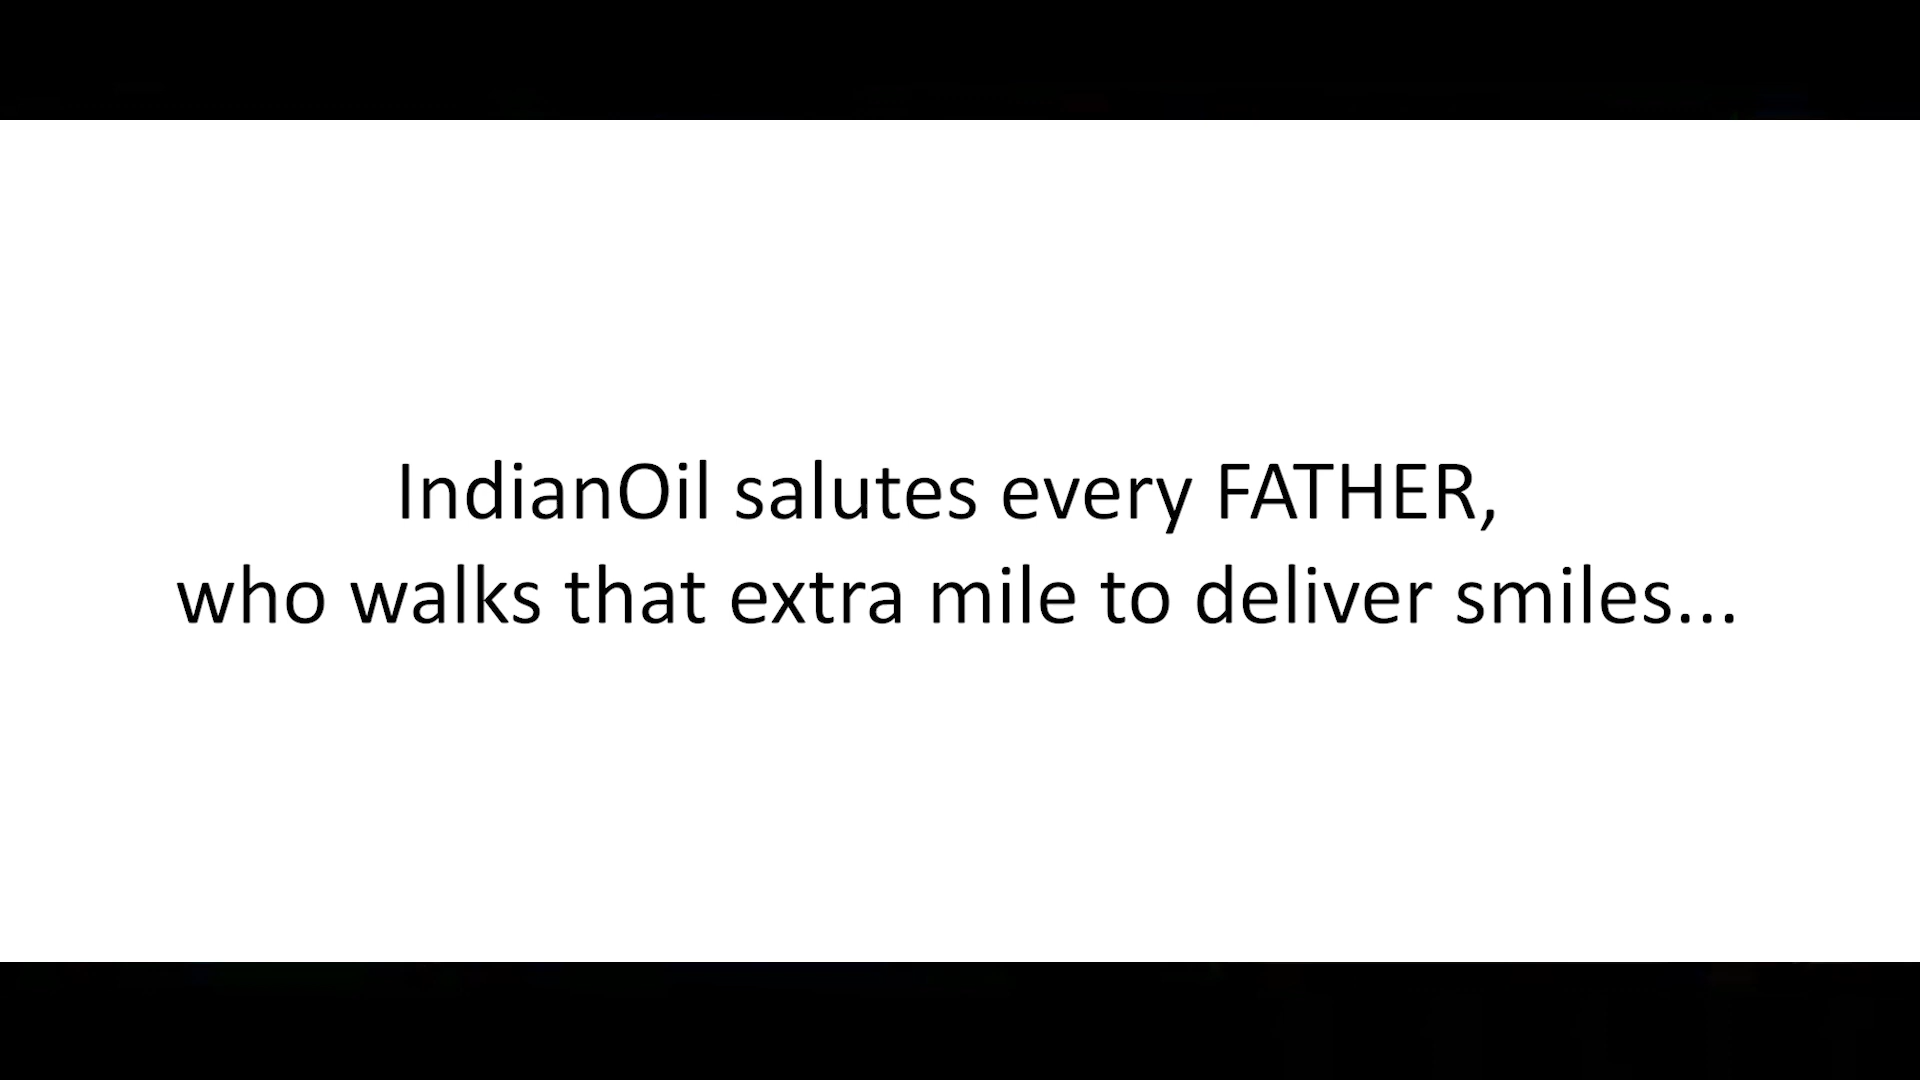 IndianOil salutes every FATHER,
who walks that extra mile to deliver smiles...